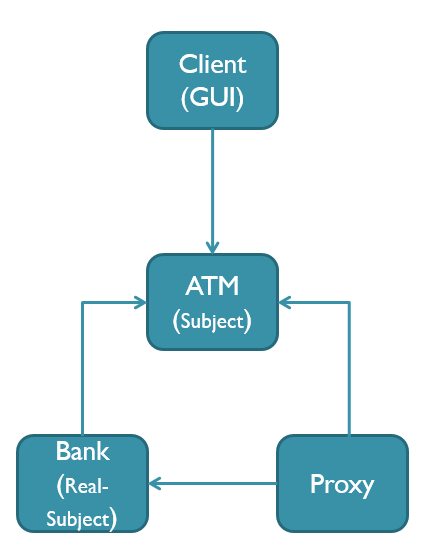 Client
(GUI)
ATM
(Subject)
Bank
(Real-
Subject)
Proxy